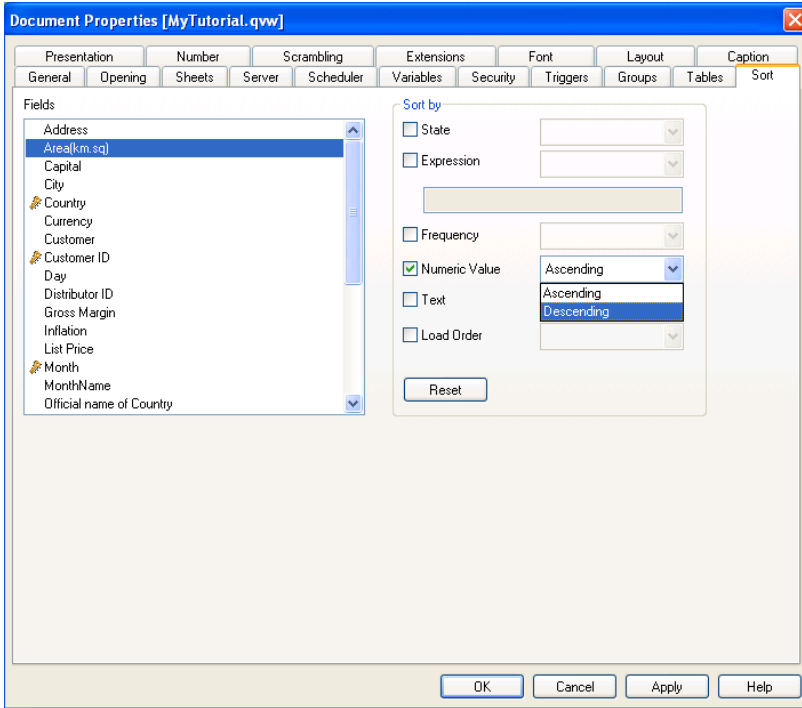 Document Properties [MyTutorial.qvw]
Presentation Number Scrambling Extensions Font Layout Caption
General Opening Sheets Server Scheduler Variables Security Triggers Groups Tables Sort
Fields
Address
Area(km.sq)
Capital
City
Country
Currency
Customer
Customer ID
Day
Distributor ID
Gross Margin
Inflation
List Price
Month
MonthName
Official name of Country
Sort by
State
Expression
Frequency
Numeric Value Ascending
Ascending
Text
Descending
Load Order
Reset
OK Cancel Apply Help